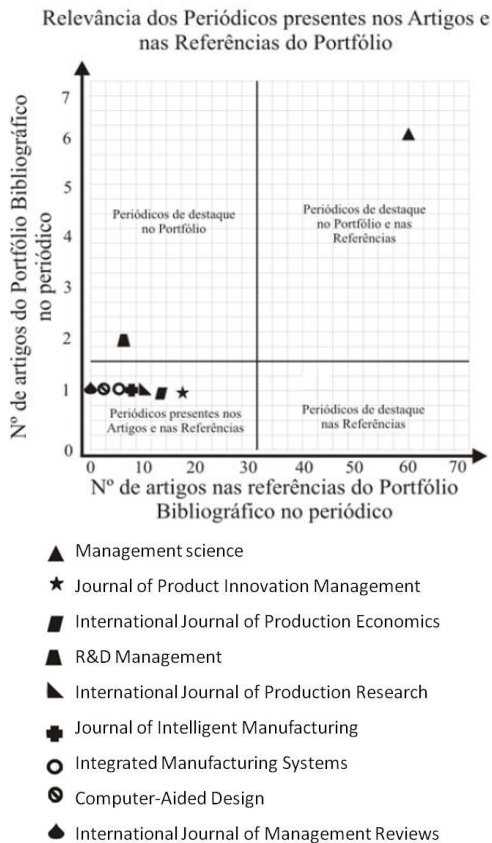 Relevância dos Periódicos presentes nos Artigos e
nas Referências do Portfólio
Nº de artigos do Portfólio Bibliográfico
no periódico
7
6
5
4
3
2
1
0
Periódicos de destaque
no Portfólio
Periódicos de destaque
no Portfólio e nas
Referências
Periódicos presentes nos
Artigos e nas Referências
Periódicos de destaque
nas Referências
0 10 20 30 40 50 60 70
Nº de artigos nas referências do Portfólio
Bibliográfico no periódico
Management science
Journal of Product Innovation Management
International Journal of Production Economics
R&D Management
International Journal of Production Research
Journal of Intelligent Manufacturing
Integrated Manufacturing Systems
Computer-Aided Design
International Journal of Management Reviews